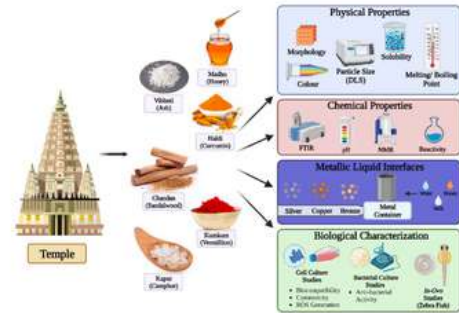 Temple
Madhu
(Honey)
Vibhuti
(Ash)
Haldi
(Curcumin)
Chandan
(Sandalwood)
Kumkum
(Vermillion)
Kapur
(Camphor)
Physical Properties
Morphology
Solubility
Colour
Particle Size
(DLS)
Melting/ Boiling
Point
Chemical Properties
FTIR
pH
NMR
Reactivity
Metallic Liquid Interfaces
Silver
Copper
Bronze
Metal
Container
Water
Milk
Biological Characterization
Cell Culture
Studies
• Biocompatibility
• Cytotoxicity
• ROS Generation
Bacterial Culture
Studies
• Anti-bacterial
Activity
In-Ovo
Studies
(Zebra Fish)